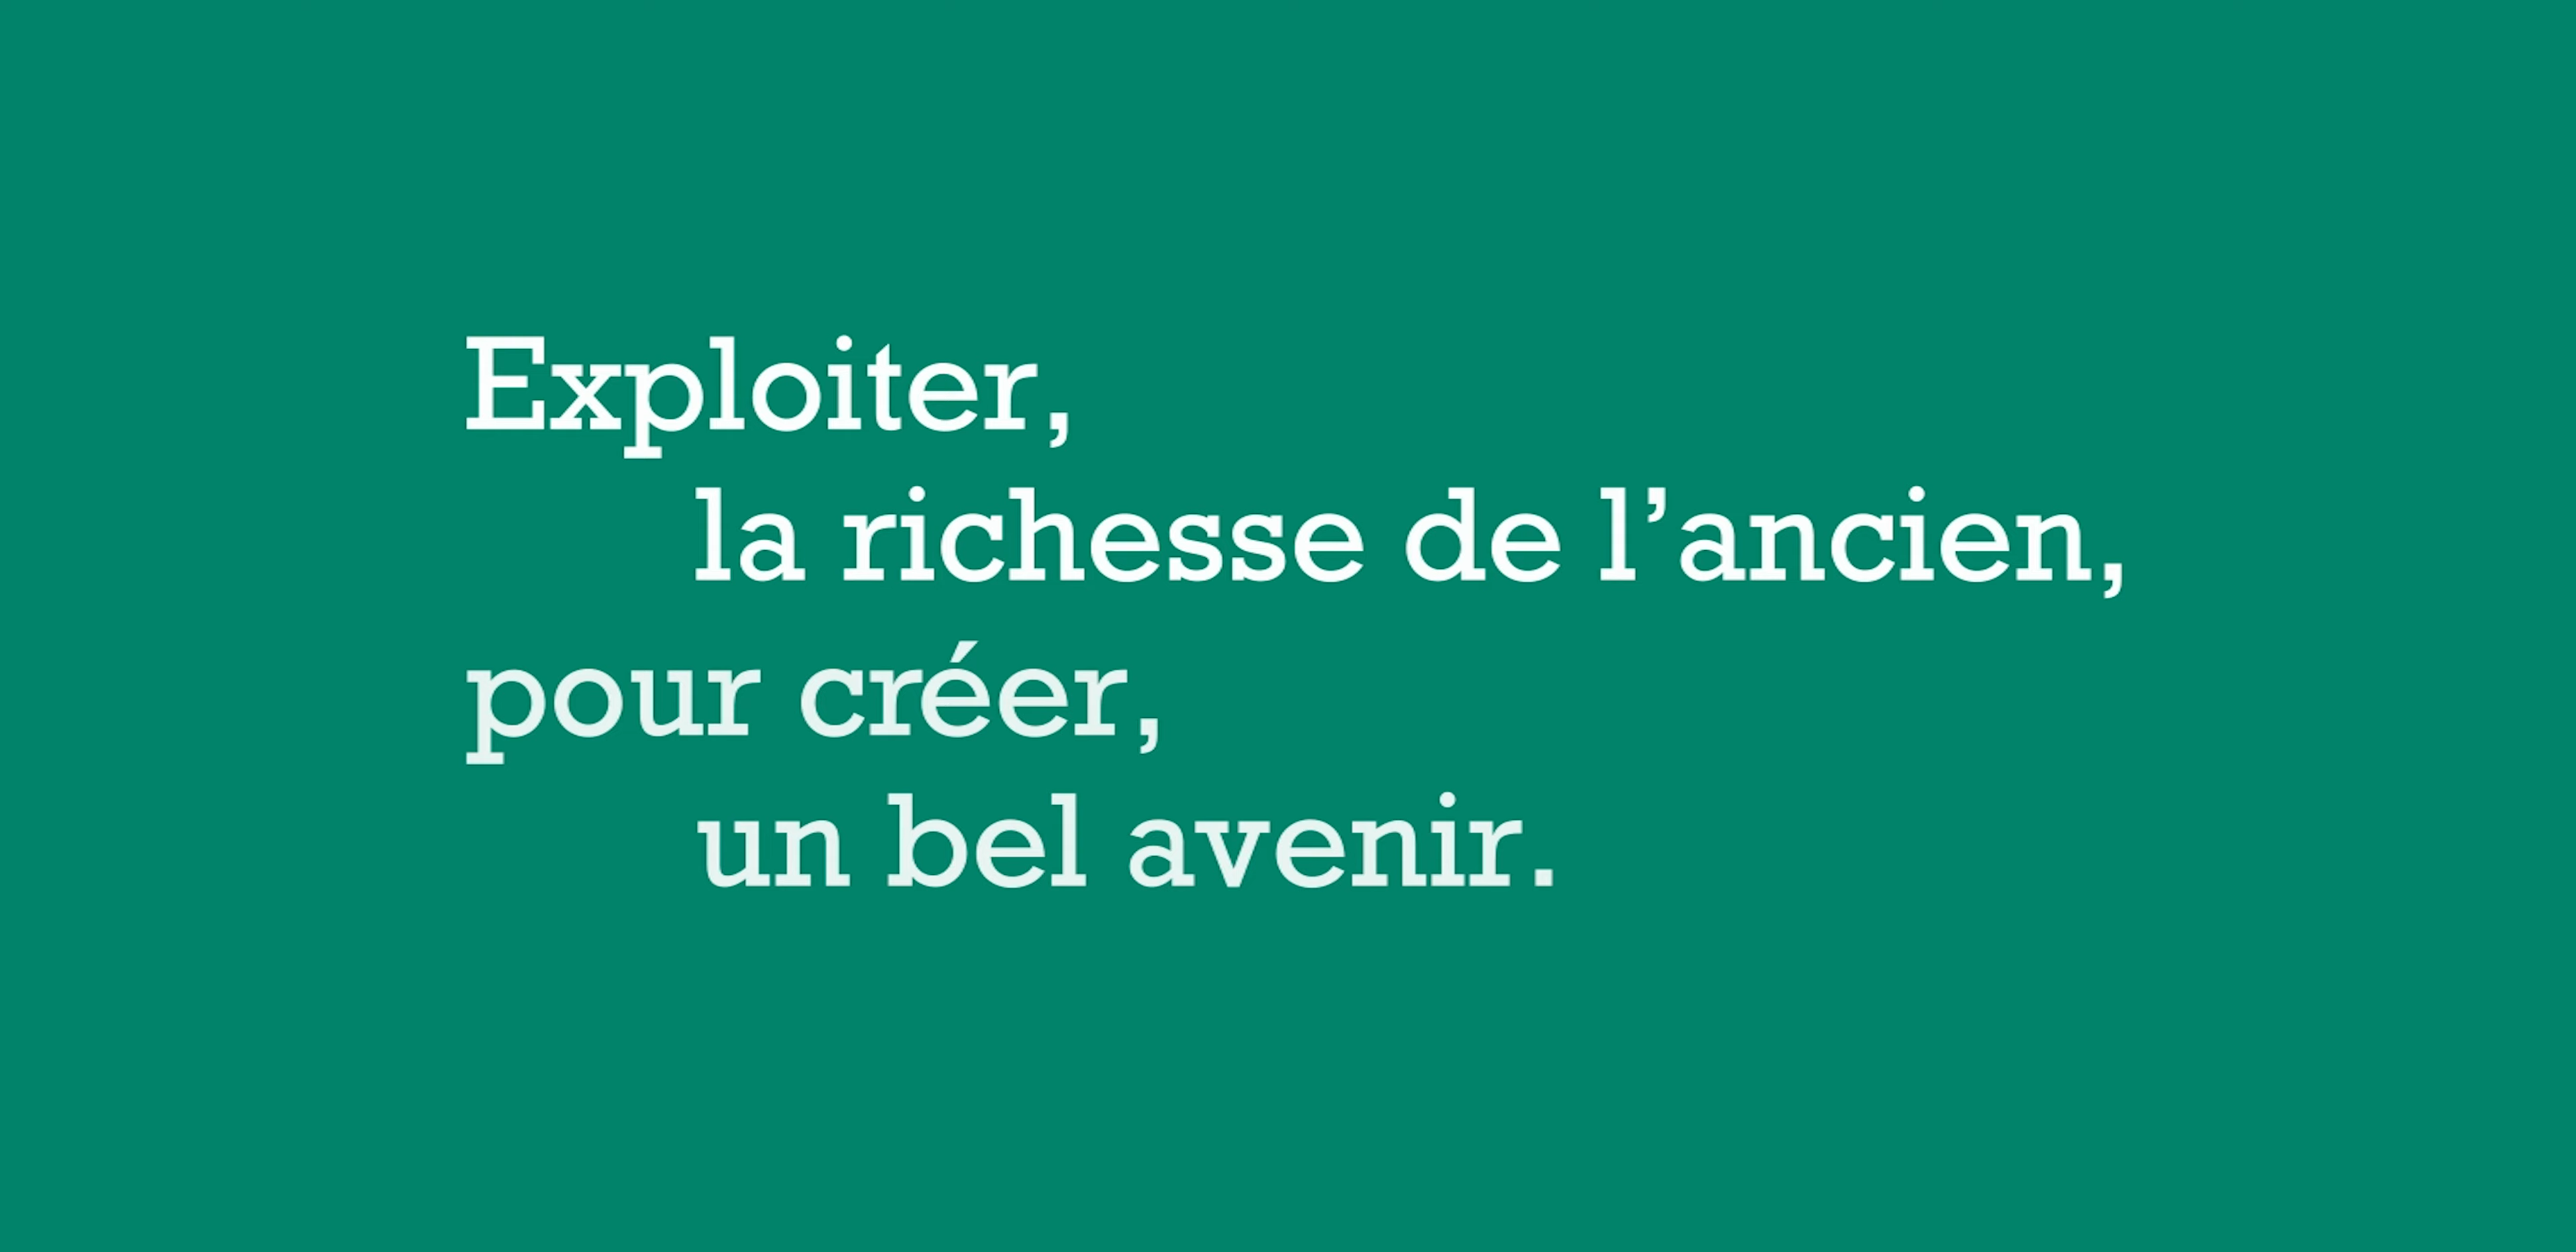 Exploiter,
la richesse de l’ancien,
pour créer,
un bel avenir.